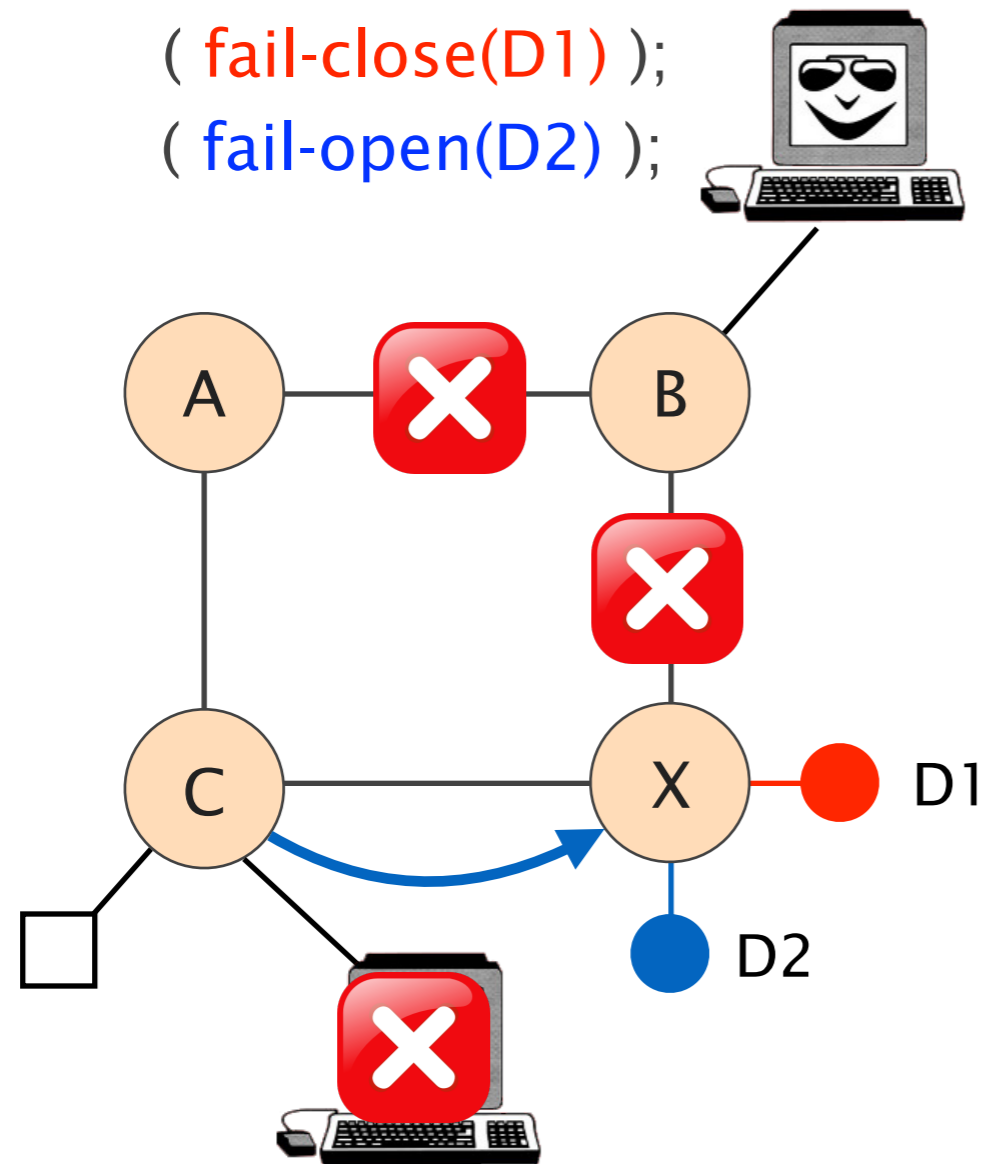 ( fail-close(D1) );
( fail-open(D2) );
A
B
C
X
D1
D2